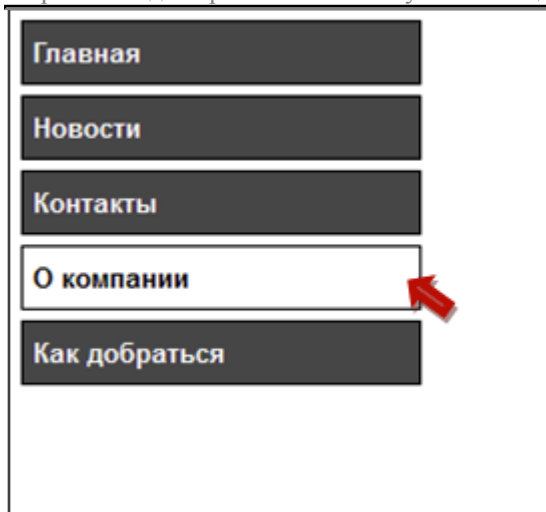 Главная
Новости
Контакты
О компании
Как добраться